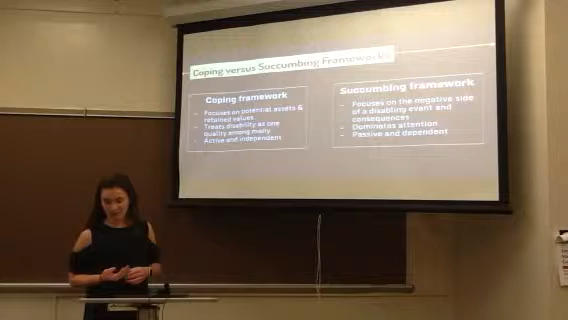 Coping versus Succumbing Frameworks
Coping framework
- Focuses on potential assets &
retained values
- Treats disability as one
quality among many
- Active and independent
Succumbing framework
- Focuses on the negative side
of a disabling event and
consequences
- Dominates attention
- Passive and dependent